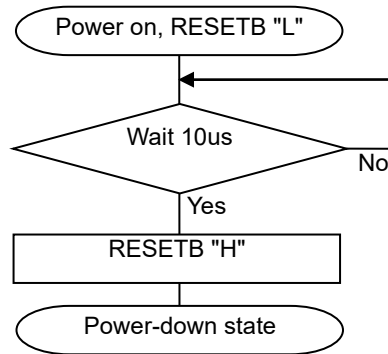 Power on, RESETB "L"
Wait 10us
No
Yes
RESETB "H"
Power-down state